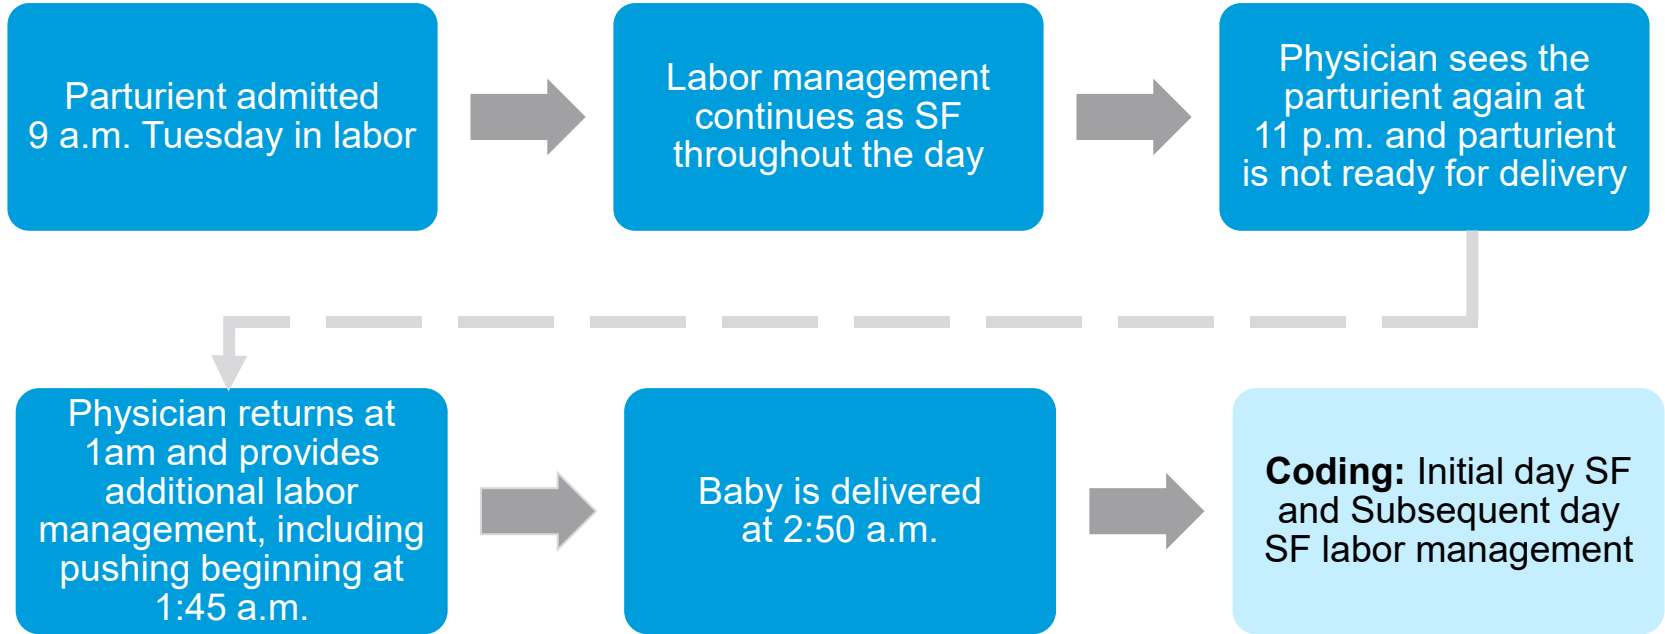 Parturient admitted
9 a.m. Tuesday in labor
Labor management
continues as SF
throughout the day
Physician sees the
parturient again at
11 p.m. and parturient
is not ready for delivery
Physician returns at
1am and provides
additional labor
management, including
pushing beginning at
1:45 a.m.
Baby is delivered
at 2:50 a.m.
Coding: Initial day SF
and Subsequent day
SF labor management